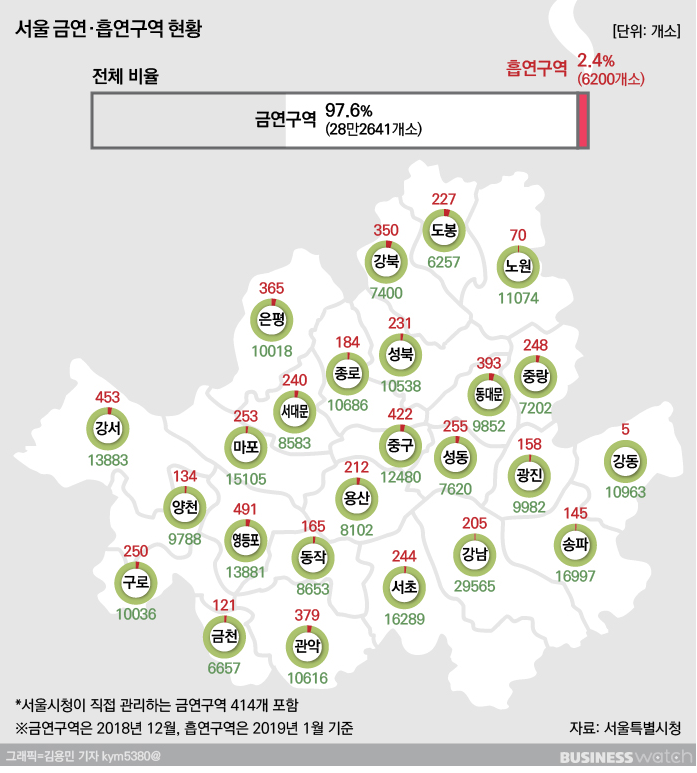 서울 금연·흡연구역 현황
[단위: 개소]
전체 비율
흡연구역 2.4%
(6200개소)
금연구역 97.6%
(28만2641개소)
227
도봉
6257
350
강북
7400
70
노원
11074
365
은평
10018
231
성북
10538
184
종로
10686
248
중랑
7202
393
동대문
9852
240
서대문
8583
453
강서
13883
253
마포
15105
422
중구
12480
255
성동
7620
158
광진
9982
5
강동
10963
134
양천
9788
212
용산
8102
491
영등포
13881
165
동작
8653
205
강남
29565
145
송파
16997
250
구로
10036
244
서초
16289
121
금천
6657
379
관악
10616
*서울시청이 직접 관리하는 금연구역 414개 포함
※금연구역은 2018년 12월, 흡연구역은 2019년 1월 기준
자료: 서울특별시청
그래픽=김용민 기자 kym5380@
BUSINESS watch